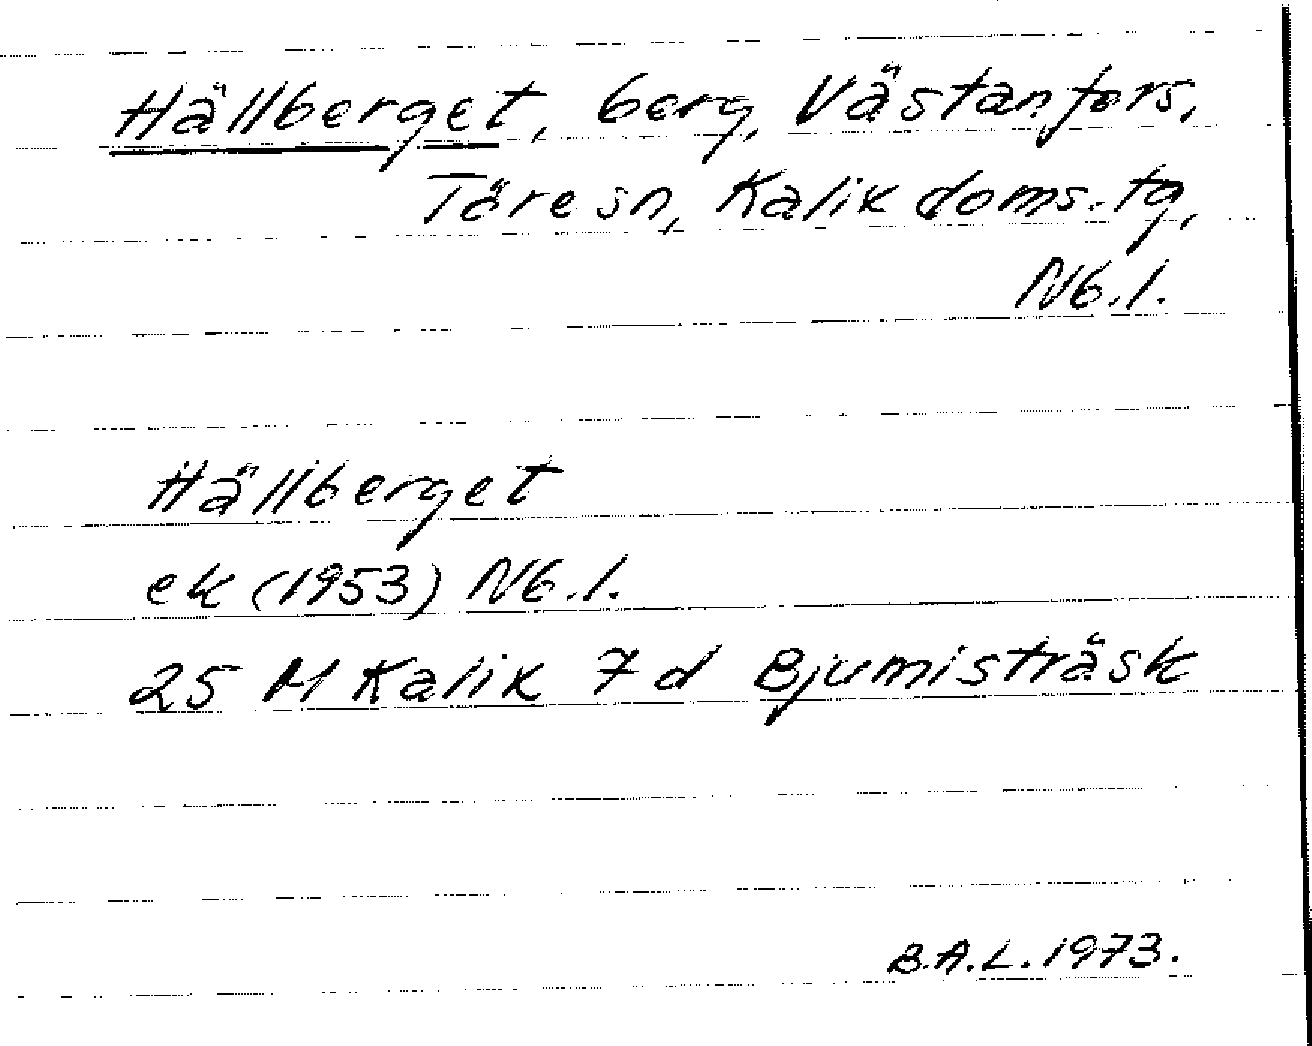 Hällberget, berg, Västanfors,
Töre sn, Kalix doms. tg,
Nb. l.
Hällberget
ek (1953) Nb. l.
25 M Kalix 7 d Bjumisträsk
B.A.L. 1973.